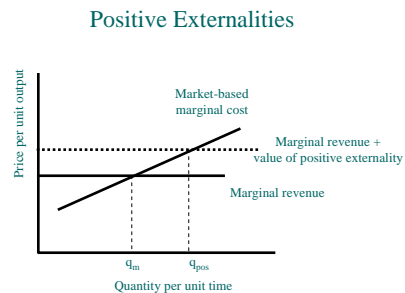 Positive Externalities
Price per unit output
Market-based
marginal cost
Marginal revenue +
value of positive externality
Marginal revenue
qm
qpos
Quantity per unit time